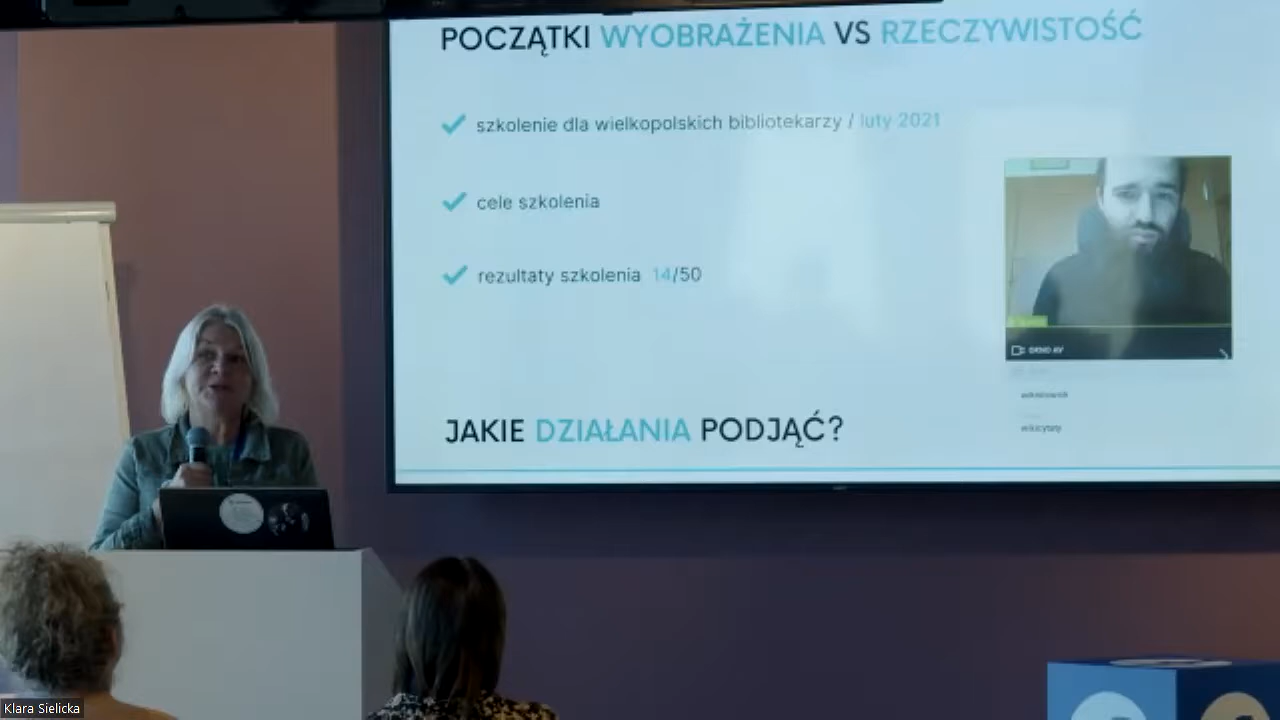 POCZĄTKI WYOBRAŻENIA VS RZECZYWISTOŚĆ
szkolenie dla wielkopolskich bibliotekarzy / luty 2021
cele szkolenia
rezultaty szkolenia 14/50
JAKIE DZIAŁANIA PODJĄĆ?
wikicytaty
Klara Sielicka